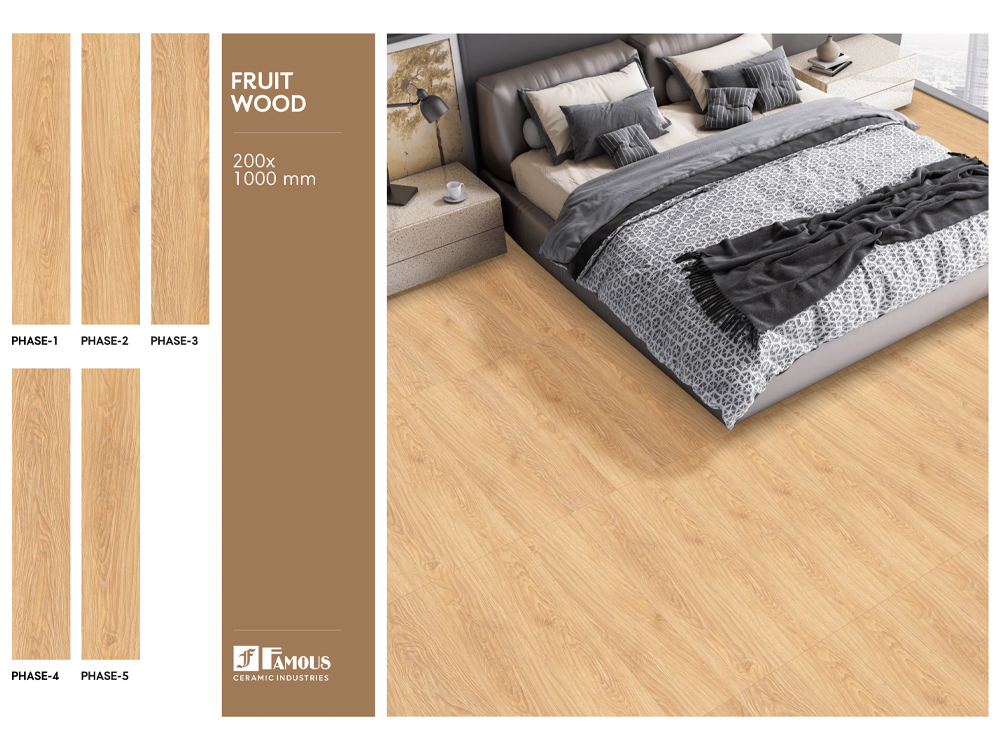 FRUIT
WOOD
200x
1000 mm
PHASE-1
PHASE-2
PHASE-3
PHASE-4
PHASE-5
F FAMOUS
CERAMIC INDUSTRIES